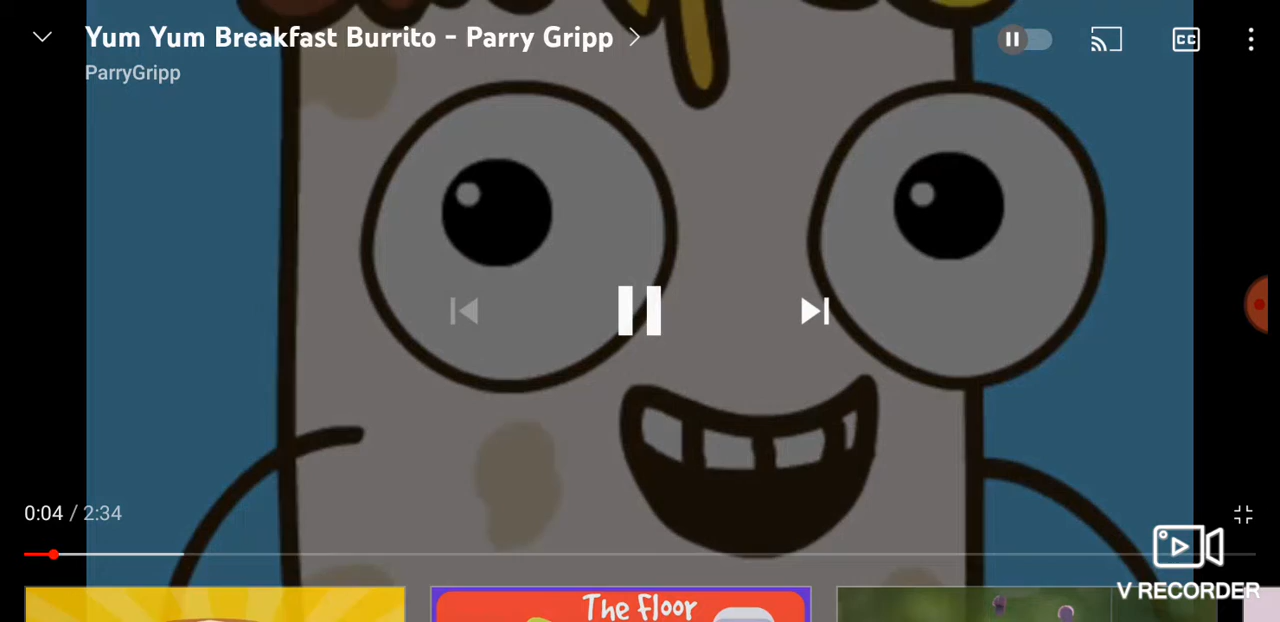 Yum Yum Breakfast Burrito - Parry Gripp
ParryGripp
CC
0:04 / 2:34
V RECORDER
The Floor